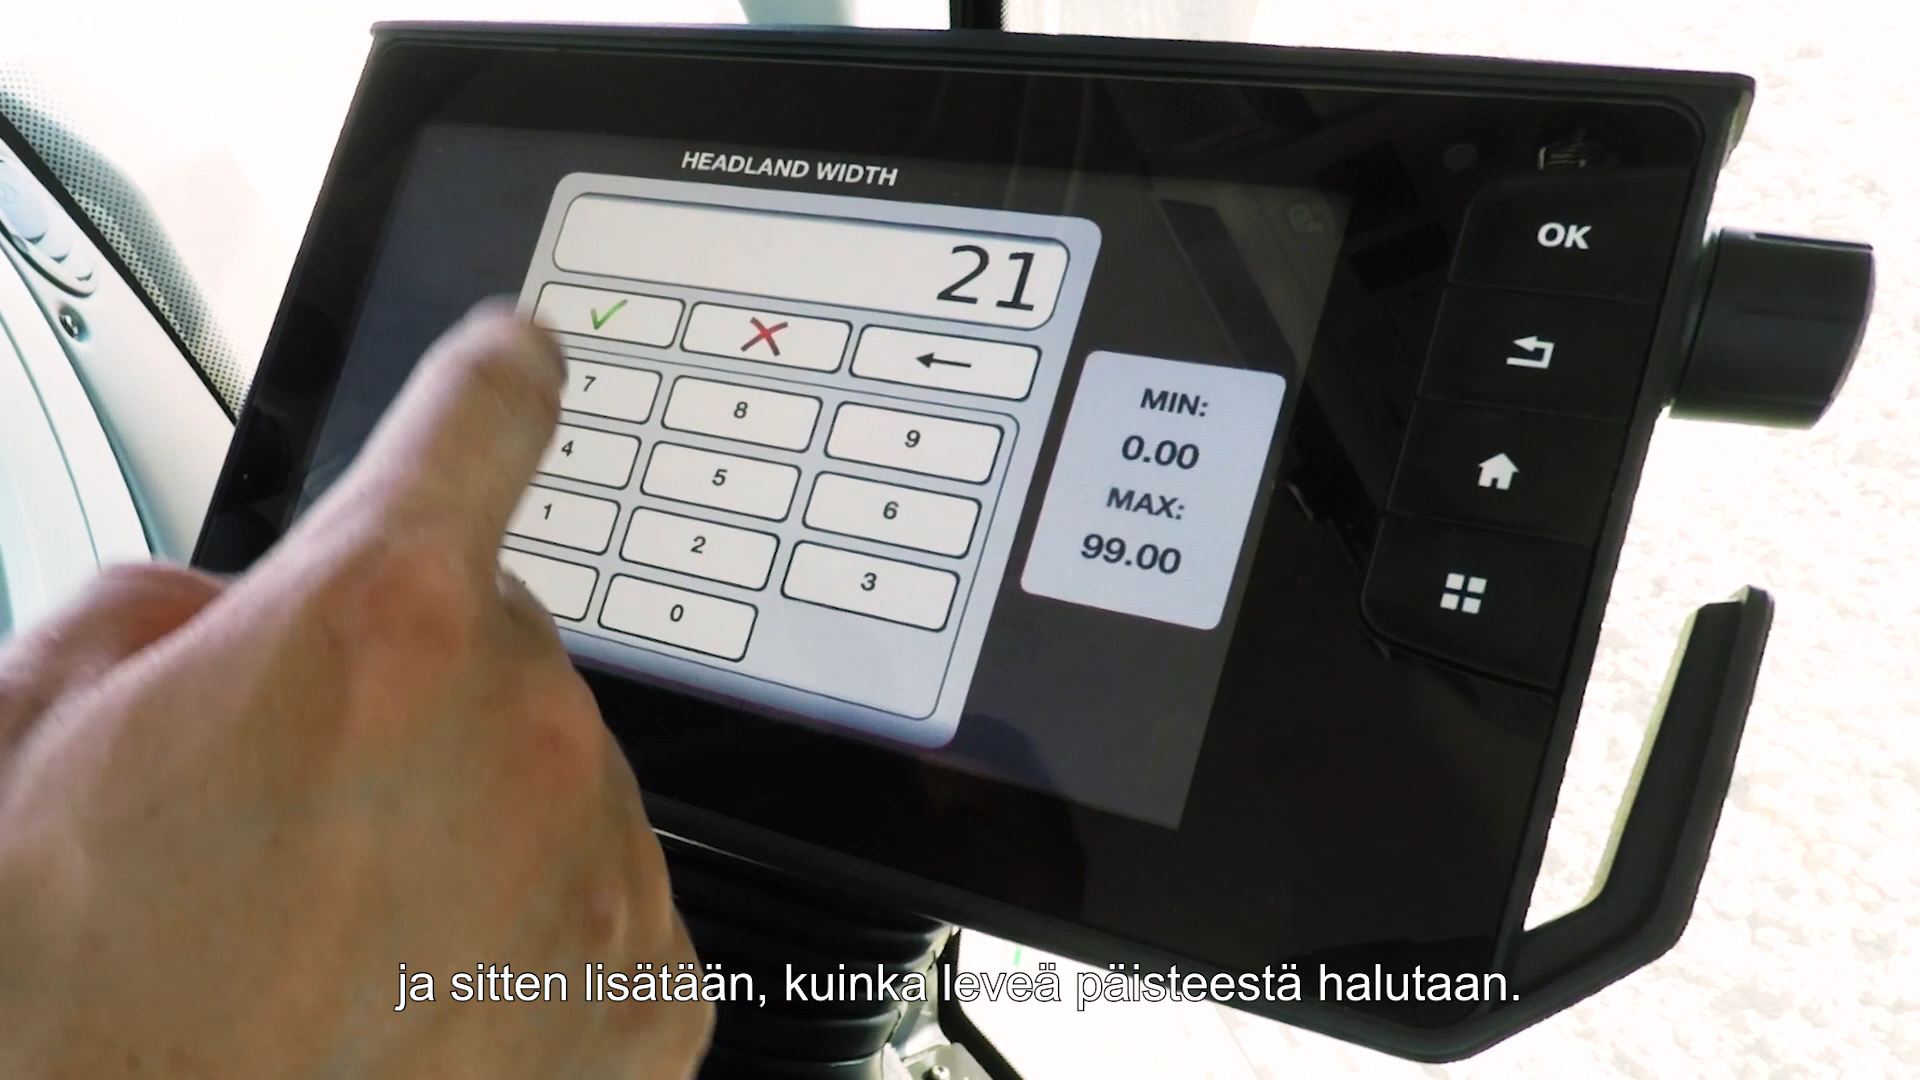 HEADLAND WIDTH
21
7 8 9
4 5 6
1 2 3
0
MIN:
0.00
MAX:
99.00
OK
ja sitten lisätään, kuinka leveä päisteestä halutaan.